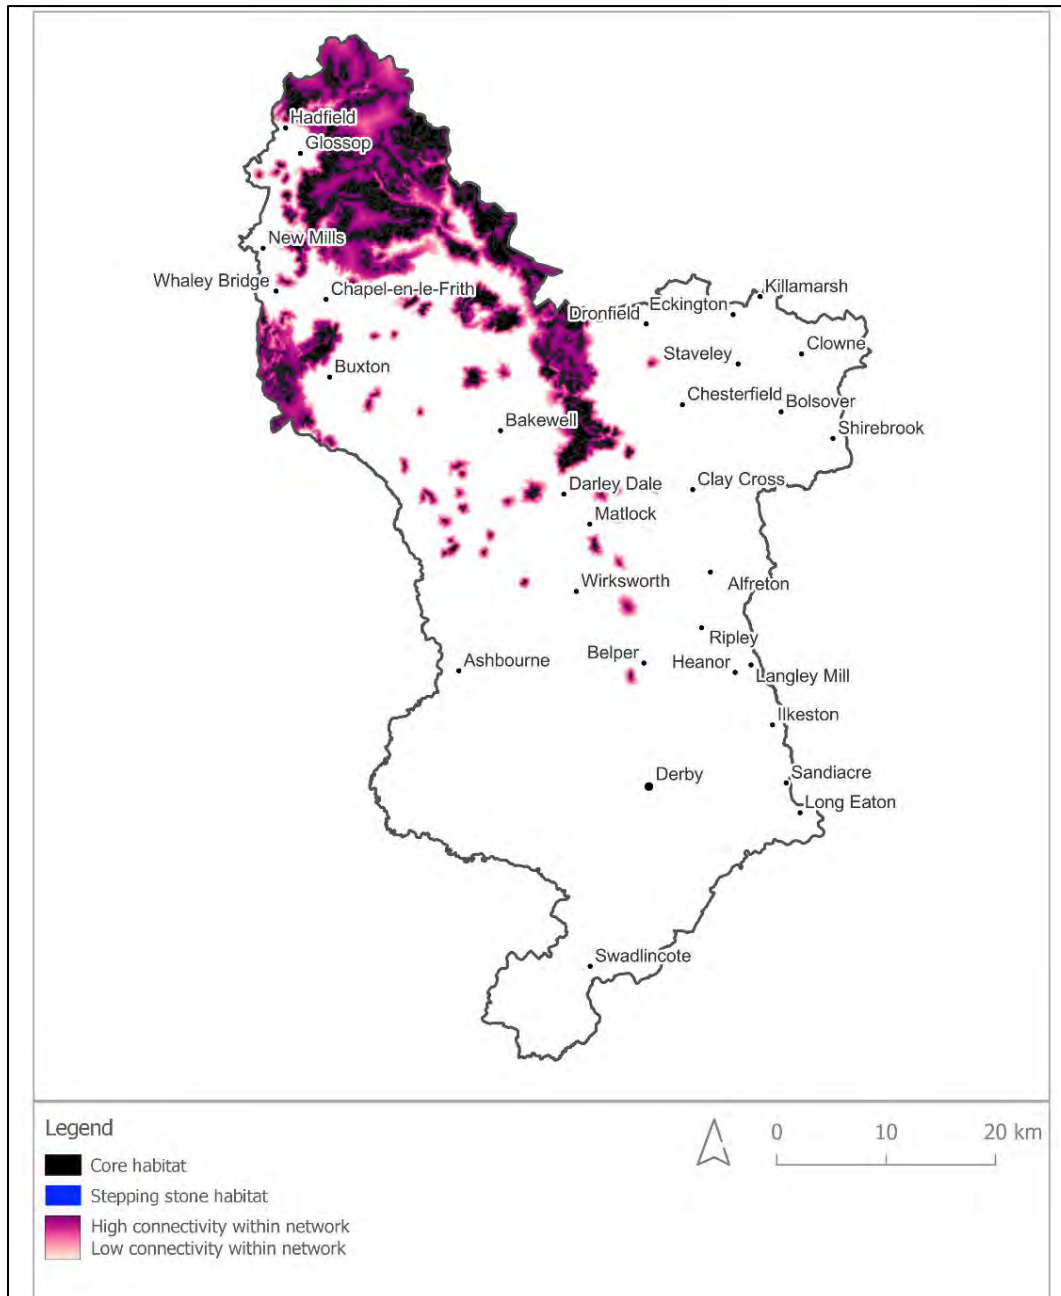 Hadfield
Glossop
New Mills
Whaley Bridge
Chapel-en-le-Frith
Killamarsh
Eckington
Dronfield
Clowne
Staveley
Buxton
Chesterfield
Bolsover
Bakewell
Shirebrook
Clay Cross
Darley Dale
Matlock
Wirksworth
Alfreton
Ripley
Belper
Heanor
Ashbourne
Langley Mill
Ilkeston
Derby
Sandiacre
Long Eaton
Swadlincote
Legend
0 10 20 km
Core habitat
Stepping stone habitat
High connectivity within network
Low connectivity within network